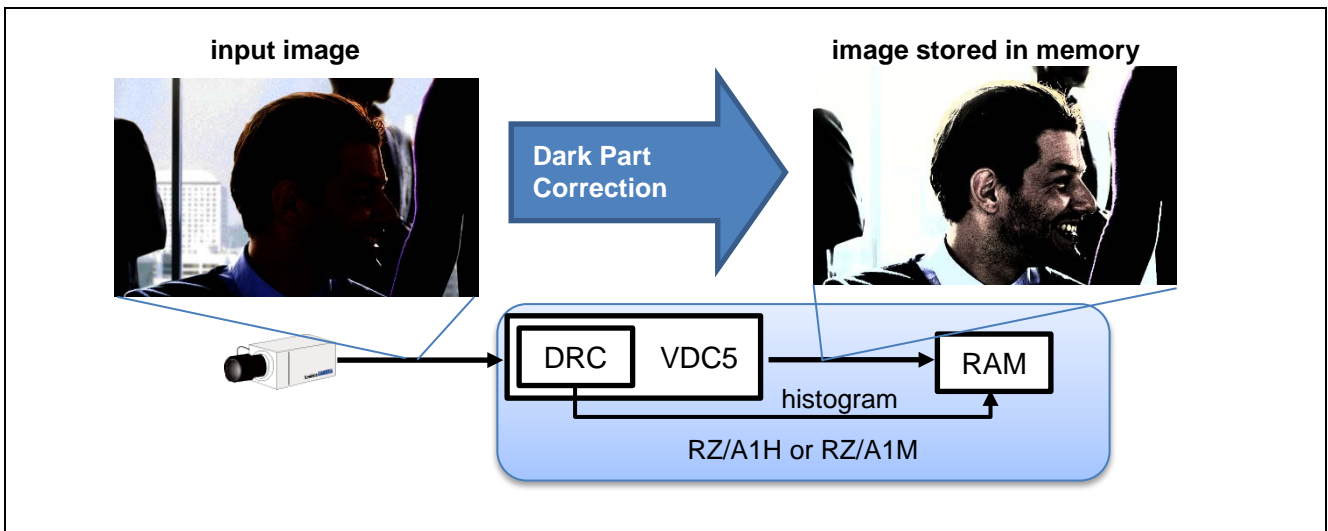 input image
image stored in memory
Dark Part
Correction
DRC
VDC5
RAM
histogram
RZ/A1H or RZ/A1M